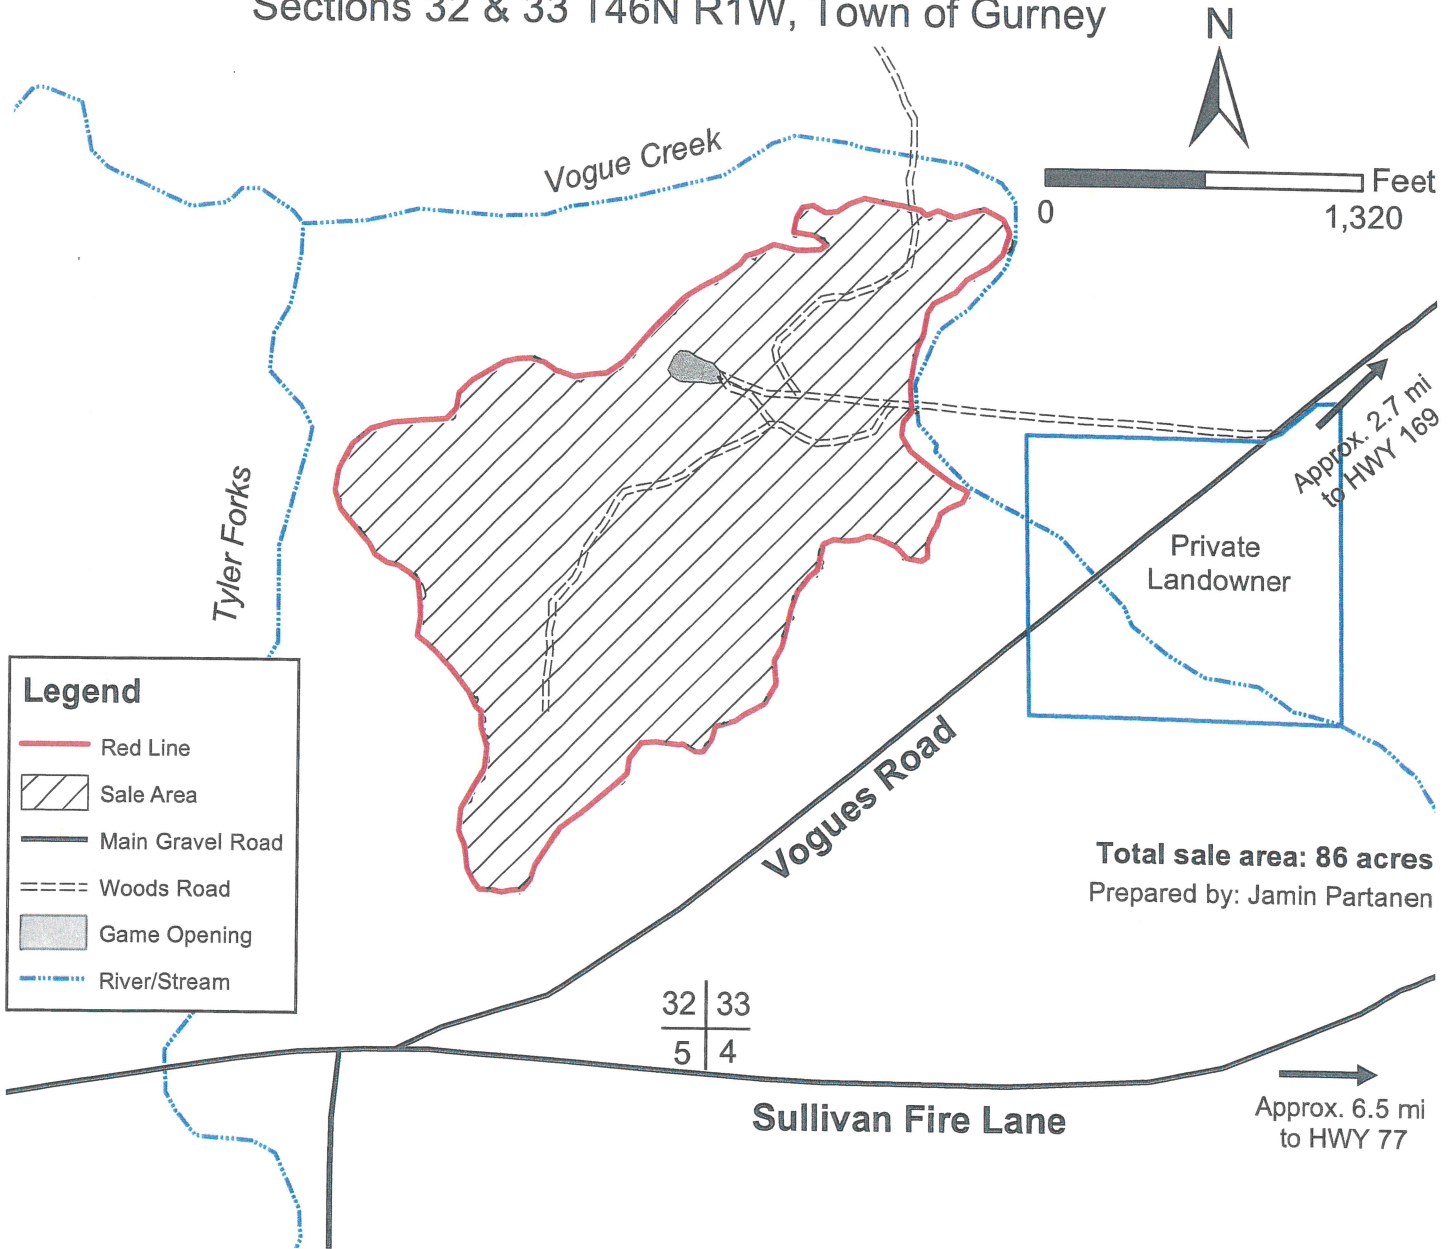 Sections 32 & 33 T46N R1W, Town of Gurney
N
Feet
0
1,320
Vogue Creek
Approx. 2.7 mi
to HWY 169
Tyler Forks
Private
Landowner
Legend
Red Line
Sale Area
Main Gravel Road
Woods Road
Game Opening
River/Stream
Vogues Road
Total sale area: 86 acres
Prepared by: Jamin Partanen
32 33
5 4
Sullivan Fire Lane
Approx. 6.5 mi
to HWY 77